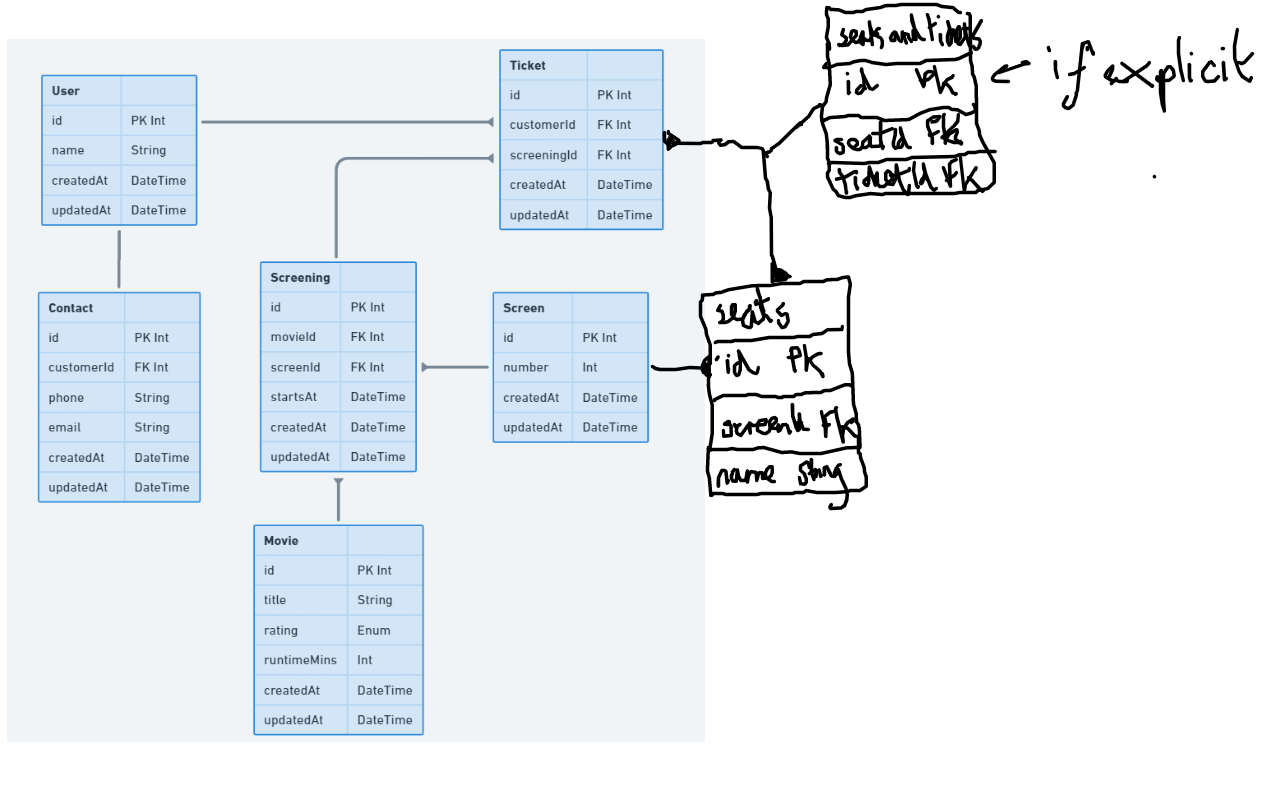 User
id PK Int
name String
createdAt DateTime
updatedAt DateTime
Contact
id PK Int
customerId FK Int
phone String
email String
createdAt DateTime
updatedAt DateTime
Ticket
id PK Int
customerId FK Int
screeningId FK Int
createdAt DateTime
updatedAt DateTime
Screening
id PK Int
movieId FK Int
screenId FK Int
startsAt DateTime
createdAt DateTime
updatedAt DateTime
Screen
id PK Int
number Int
createdAt DateTime
updatedAt DateTime
Movie
id PK Int
title String
rating Enum
runtimeMins Int
createdAt DateTime
updatedAt DateTime
seats and tickets
id PK
seatId FK
ticketId FK
if explicit
seats
id PK
screenId FK
name String